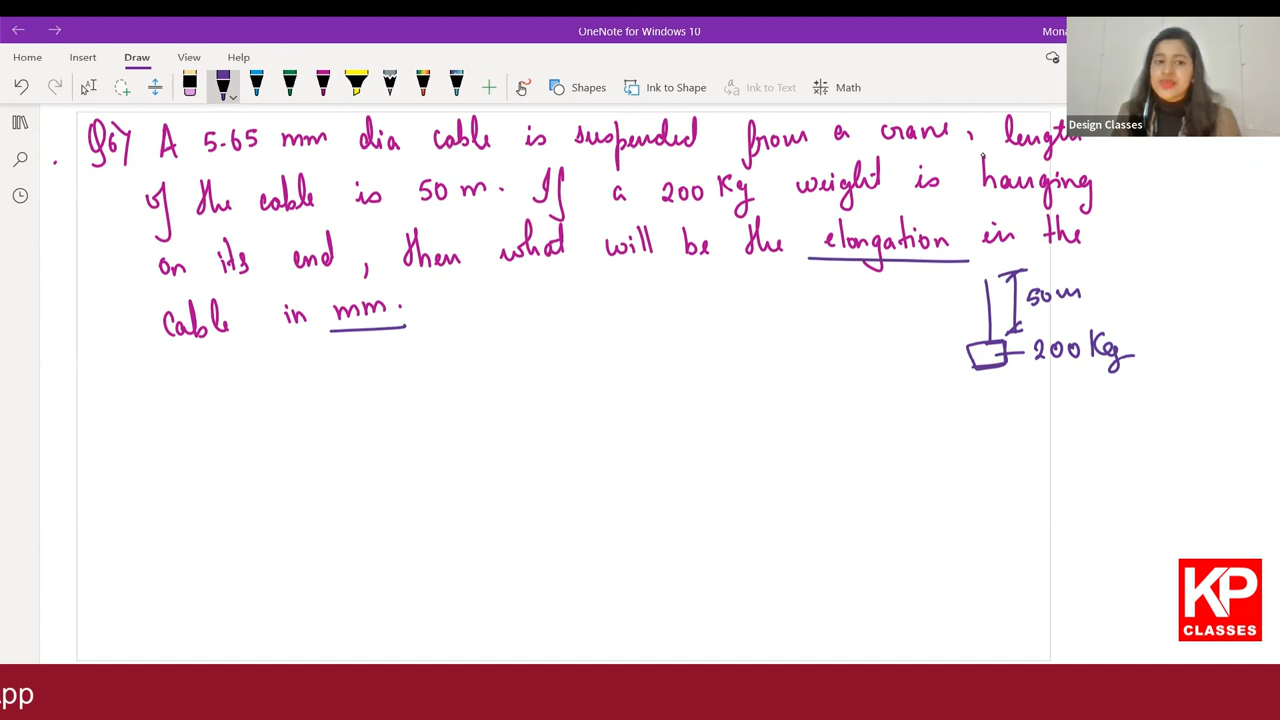 OneNote for Windows 10
Mona
Home Insert Draw View Help
Shapes Ink to Shape Ink to Text Math
Design Classes
Q6) A 5.65 mm dia cable is suspended from a crane, length
of the cable is 50 m. If a 200 Kg weight is hanging
on its end, then what will be the elongation in the
cable in mm.
50m
200 Kg
KP
CLASSES
App